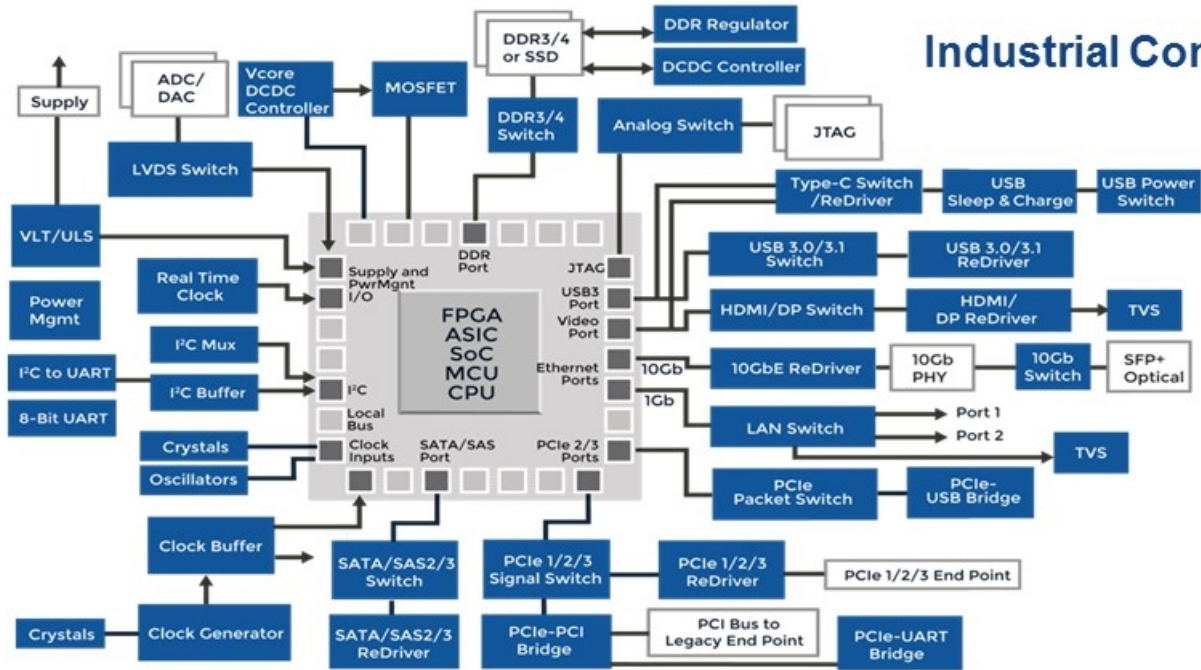 Industrial Cor
Supply
ADC/
DAC
Vcore
DCDC
Controller
MOSFET
DDR3/4
or SSD
DDR Regulator
DCDC Controller
LVDS Switch
DDR3/4
Switch
Analog Switch
JTAG
VLT/ULS
Type-C Switch
/ReDriver
USB
Sleep & Charge
USB Power
Switch
Real Time
Clock
Power
Mgmt
I²C Mux
I²C to UART
I²C Buffer
8-Bit UART
Crystals
Oscillators
Supply and
PwrMgnt
I/O
I²C
Local
Bus
Clock
Inputs
DDR
Port
JTAG
USB3
Port
Video
Port
Ethernet
Ports
SATA/SAS
Port
PCIe 2/3
Ports
FPGA
ASIC
SoC
MCU
CPU
USB 3.0/3.1
Switch
USB 3.0/3.1
ReDriver
HDMI/DP Switch
HDMI/
DP ReDriver
TVS
10Gb
10GbE ReDriver
10Gb
PHY
10Gb
Switch
SFP+
Optical
1Gb
LAN Switch
Port 1
Port 2
TVS
PCIe
Packet Switch
PCIe-
USB Bridge
Clock Buffer
SATA/SAS2/3
Switch
PCIe 1/2/3
Signal Switch
PCIe 1/2/3
ReDriver
PCIe 1/2/3 End Point
Crystals
Clock Generator
SATA/SAS2/3
ReDriver
PCIe-PCI
Bridge
PCI Bus to
Legacy End Point
PCIe-UART
Bridge